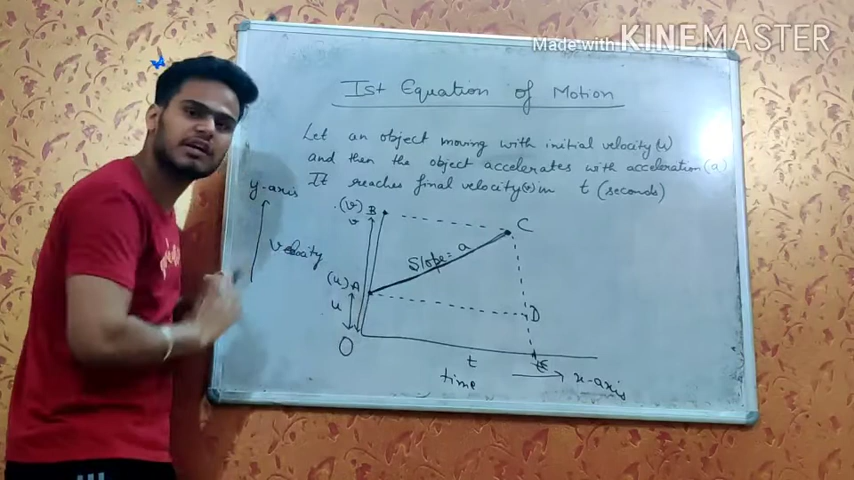 Made with KINEMASTER
Ist Equation of Motion
Let an object moving with initial velocity (u)
and then the object accelerates with acceleration (a)
It reaches final velocity (v) in t (seconds)
y-axis
Velocity
(v) B
v
C
Slope = a
(u) A
u
D
O
t
E
time
x-axis